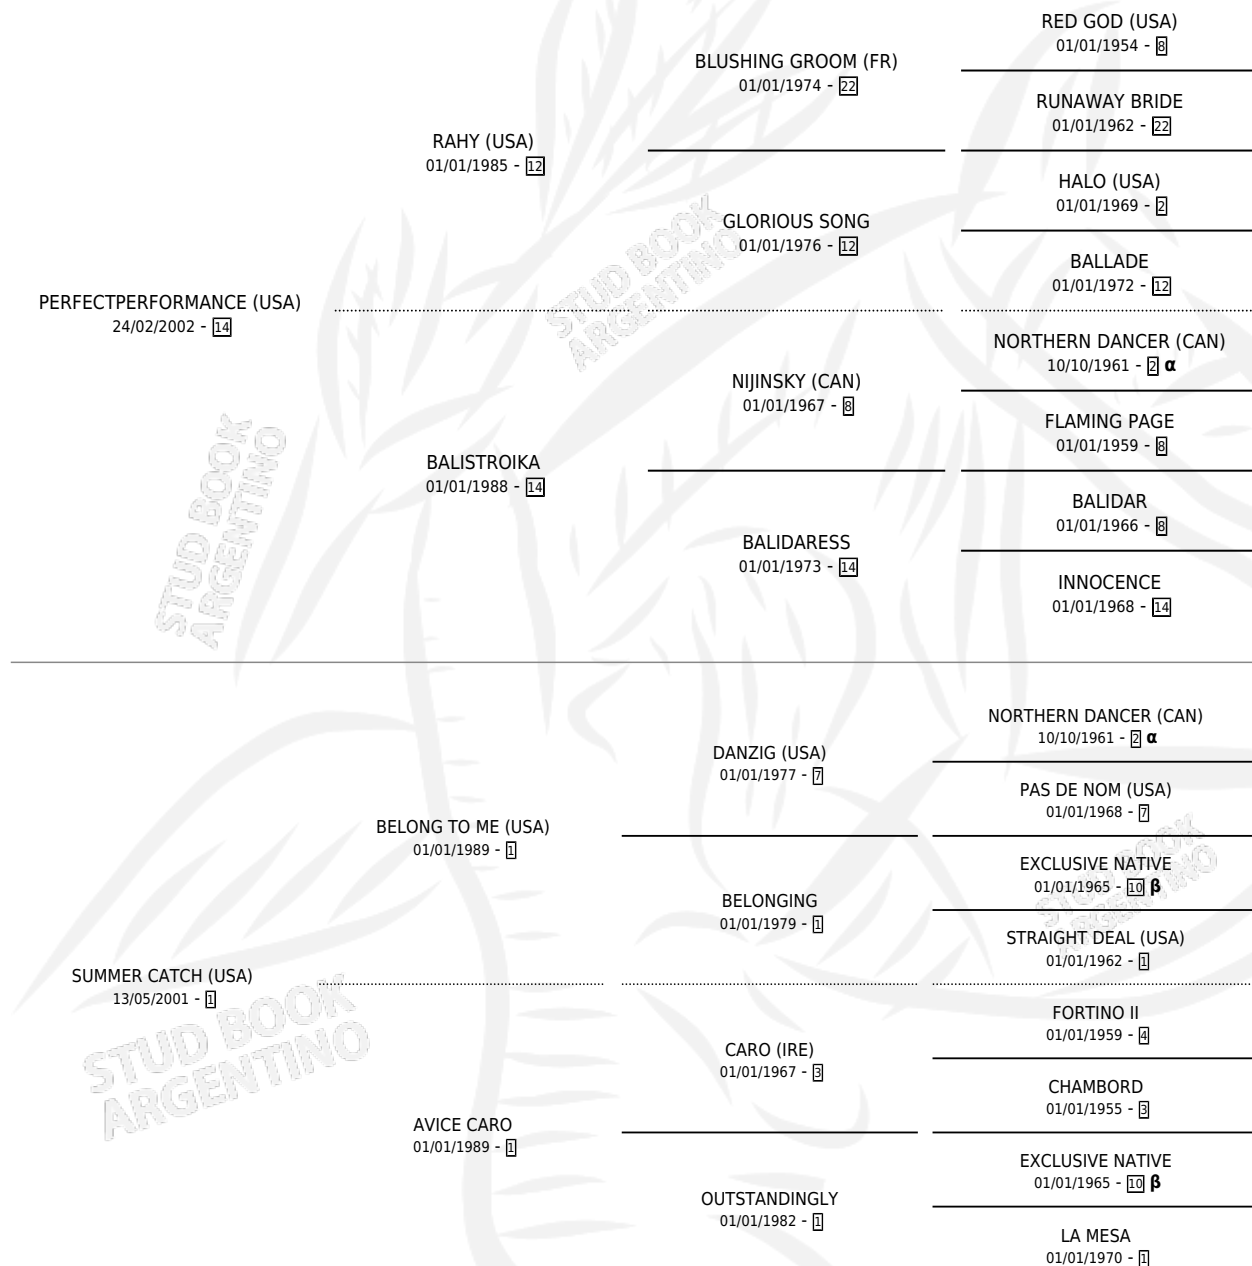 RED GOD (USA)
01/01/1954 - 8
BLUSHING GROOM (FR)
01/01/1974 - 22
RUNAWAY BRIDE
01/01/1962 - 22
RAHY (USA)
01/01/1985 - 12
HALO (USA)
01/01/1969 - 2
GLORIOUS SONG
01/01/1976 - 12
BALLADE
01/01/1972 - 12
PERFECTPERFORMANCE (USA)
24/02/2002 - 14
NORTHERN DANCER (CAN)
10/10/1961 - 2 α
NIJINSKY (CAN)
01/01/1967 - 8
FLAMING PAGE
01/01/1959 - 8
BALISTROIKA
01/01/1988 - 14
BALIDAR
01/01/1966 - 8
BALIDARESS
01/01/1973 - 14
INNOCENCE
01/01/1968 - 14
NORTHERN DANCER (CAN)
10/10/1961 - 2 α
DANZIG (USA)
01/01/1977 - 7
PAS DE NOM (USA)
01/01/1968 - 7
BELONG TO ME (USA)
01/01/1989 - 1
EXCLUSIVE NATIVE
01/01/1965 - 10 β
BELONGING
01/01/1979 - 1
STRAIGHT DEAL (USA)
01/01/1962 - 1
SUMMER CATCH (USA)
13/05/2001 - 1
FORTINO II
01/01/1959 - 4
CARO (IRE)
01/01/1967 - 3
CHAMBORD
01/01/1955 - 3
AVICE CARO
01/01/1989 - 1
EXCLUSIVE NATIVE
01/01/1965 - 10 β
OUTSTANDINGLY
01/01/1982 - 1
LA MESA
01/01/1970 - 1
STUD BOOK
ARGENTINO
STUD BOOK
ARGENTINO
STUD BOOK
ARGENTINO
STUD BOOK
ARGENTINO